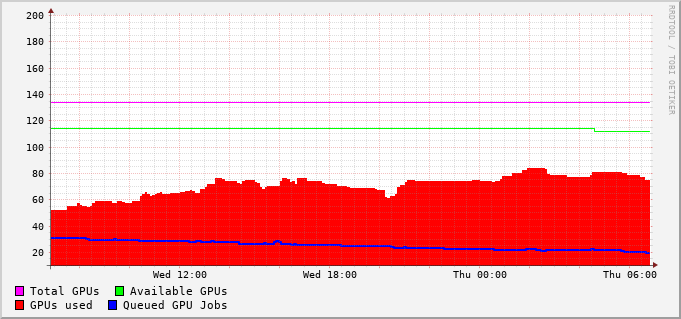 RRDTOOL / TOBI OETIKER
200
180
160
140
120
100
80
60
40
20
Wed 12:00 Wed 18:00 Thu 00:00 Thu 06:00
Total GPUs Available GPUs
GPUs used Queued GPU Jobs